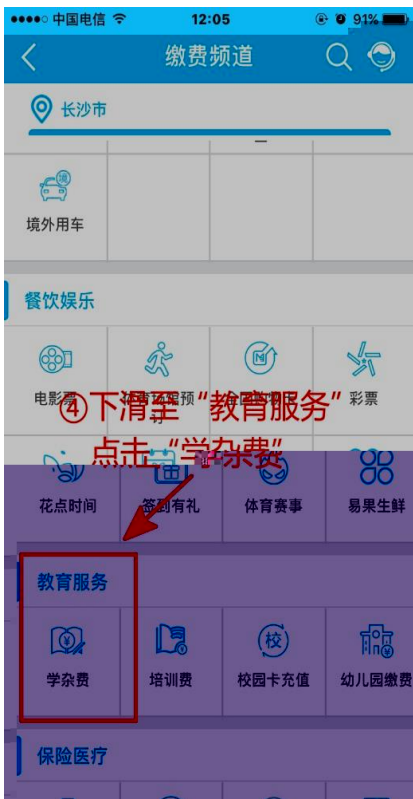 中国电信 12:05 91%
缴费频道
长沙市
境外用车
餐饮娱乐
电影票 彩票
④下滑至“教育服务”
点击“学杂费”
花点时间 签到有礼 体育赛事 易果生鲜
教育服务
学杂费 培训费 校园卡充值 幼儿园缴费
保险医疗